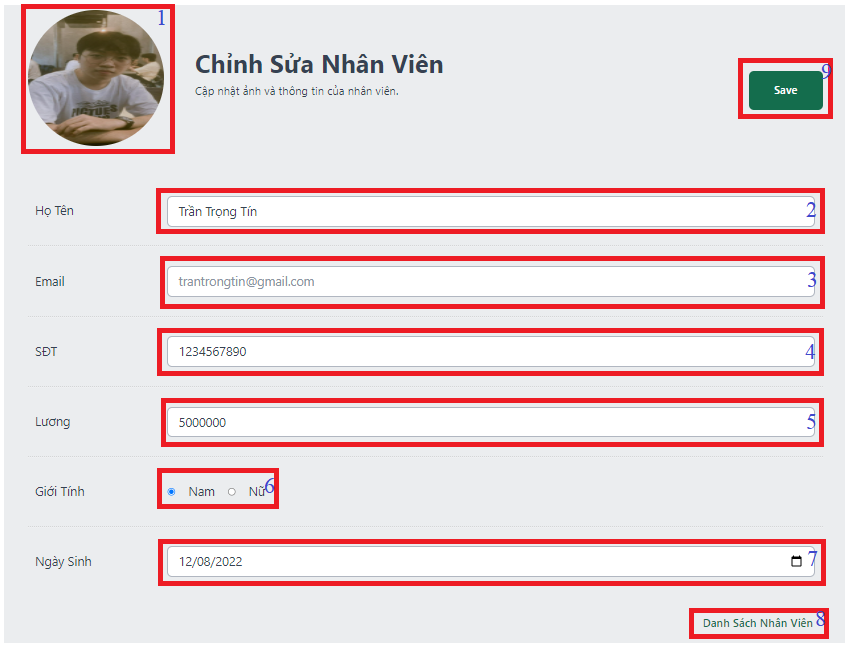 1
Chỉnh Sửa Nhân Viên
Cập nhật ảnh và thông tin của nhân viên.
Save 9
Họ Tên Trần Trọng Tín 2
Email trantrongtin@gmail.com 3
SĐT 1234567890 4
Lương 5000000 5
Giới Tính Nam Nữ 6
Ngày Sinh 12/08/2022 7
Danh Sách Nhân Viên 8